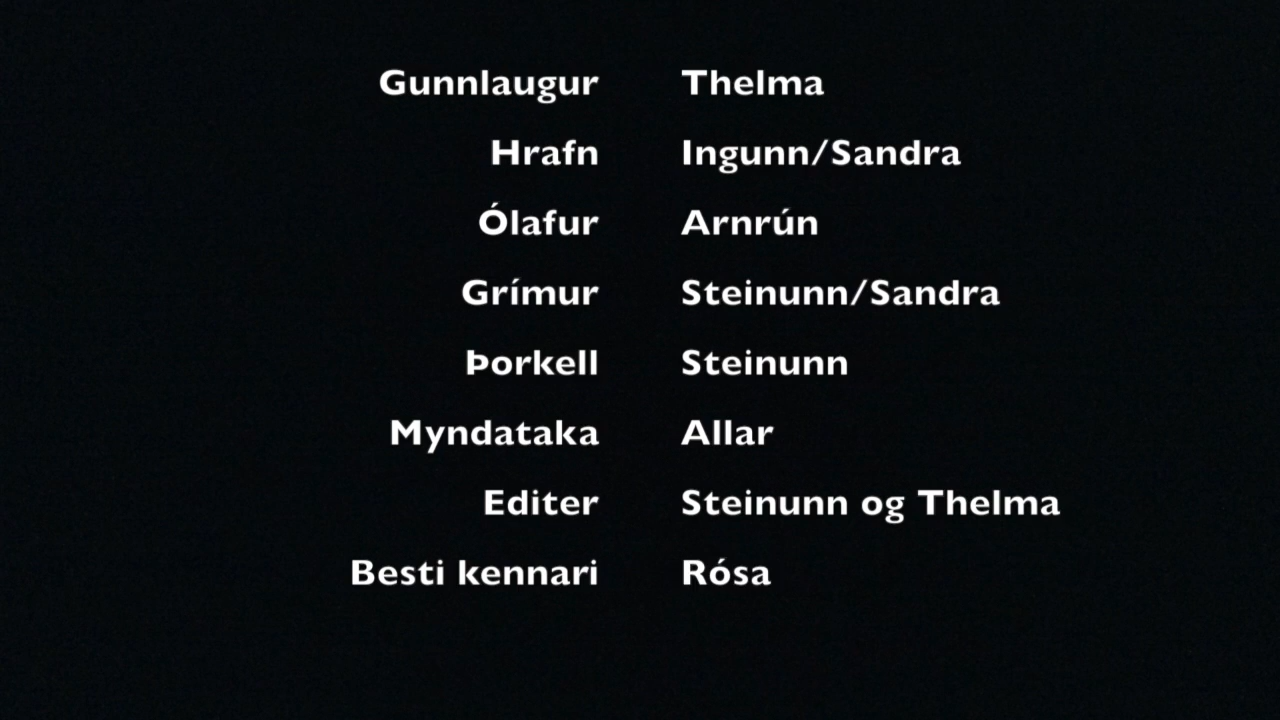 Gunnlaugur Thelma
Hrafn Ingunn/Sandra
Ólafur Arnrún
Grímur Steinunn/Sandra
Þorkell Steinunn
Myndataka Allar
Editer Steinunn og Thelma
Besti kennari Rósa